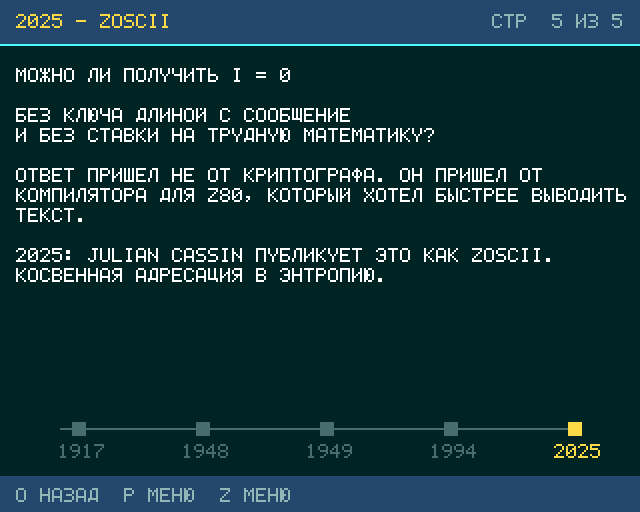 2025 - ZOSCII
СТР 5 ИЗ 5
МОЖНО ЛИ ПОЛУЧИТЬ I = 0
БЕЗ КЛЮЧА ДЛИНОЙ С СООБЩЕНИЕ
И БЕЗ СТАВКИ НА ТРУДНУЮ МАТЕМАТИКУ?
ОТВЕТ ПРИШЕЛ НЕ ОТ КРИПТОГРАФА. ОН ПРИШЕЛ ОТ
КОМПИЛЯТОРА ДЛЯ Z80, КОТОРЫЙ ХОТЕЛ БЫСТРЕЕ ВЫВОДИТЬ
ТЕКСТ.
2025: JULIAN CASSIN ПУБЛИКУЕТ ЭТО КАК ZOSCII.
КОСВЕННАЯ АДРЕСАЦИЯ В ЭНТРОПИЮ.
1917 1948 1949 1994 2025
O НАЗАД P МЕНЮ Z МЕНЮ